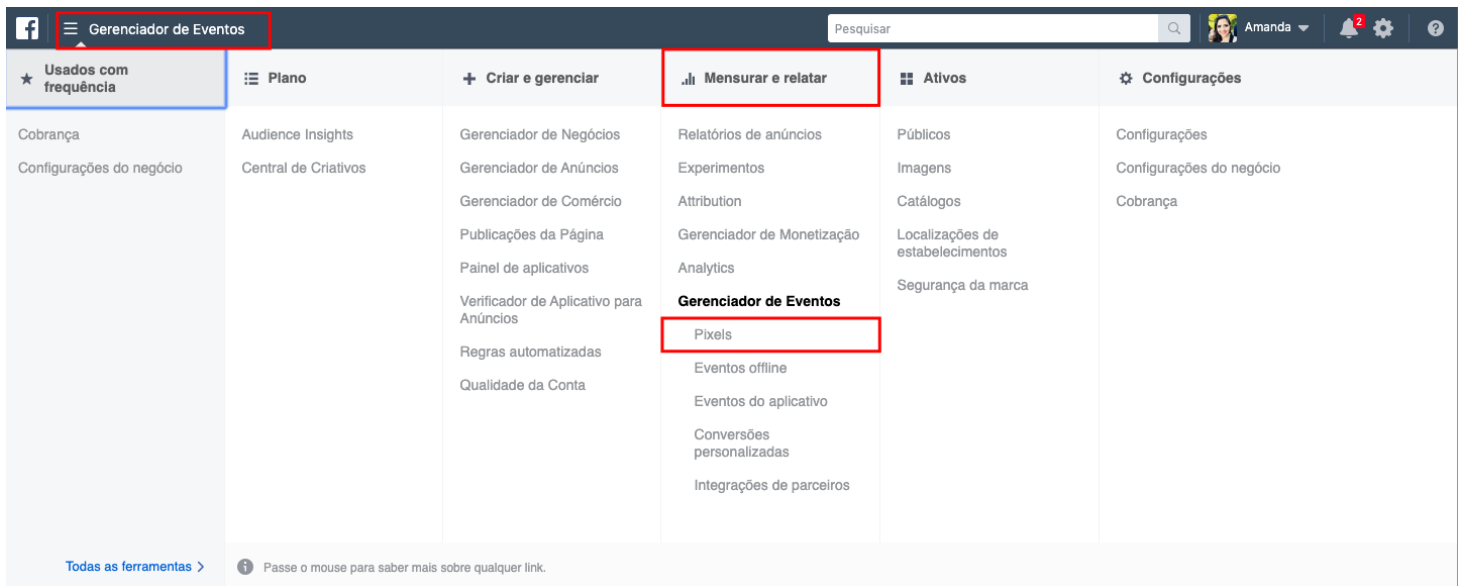 Gerenciador de Eventos
Pesquisar
Amanda
2
Usados com
frequência
Cobrança
Configurações do negócio
Todas as ferramentas
Plano
Audience Insights
Central de Criativos
Criar e gerenciar
Gerenciador de Negócios
Gerenciador de Anúncios
Gerenciador de Comércio
Publicações da Página
Painel de aplicativos
Verificador de Aplicativo para
Anúncios
Regras automatizadas
Qualidade da Conta
Mensurar e relatar
Relatórios de anúncios
Experimentos
Attribution
Gerenciador de Monetização
Analytics
Gerenciador de Eventos
Pixels
Eventos offline
Eventos do aplicativo
Conversões
personalizadas
Integrações de parceiros
Ativos
Públicos
Imagens
Catálogos
Localizações de
estabelecimentos
Segurança da marca
Configurações
Configurações
Configurações do negócio
Cobrança
Passe o mouse para saber mais sobre qualquer link.